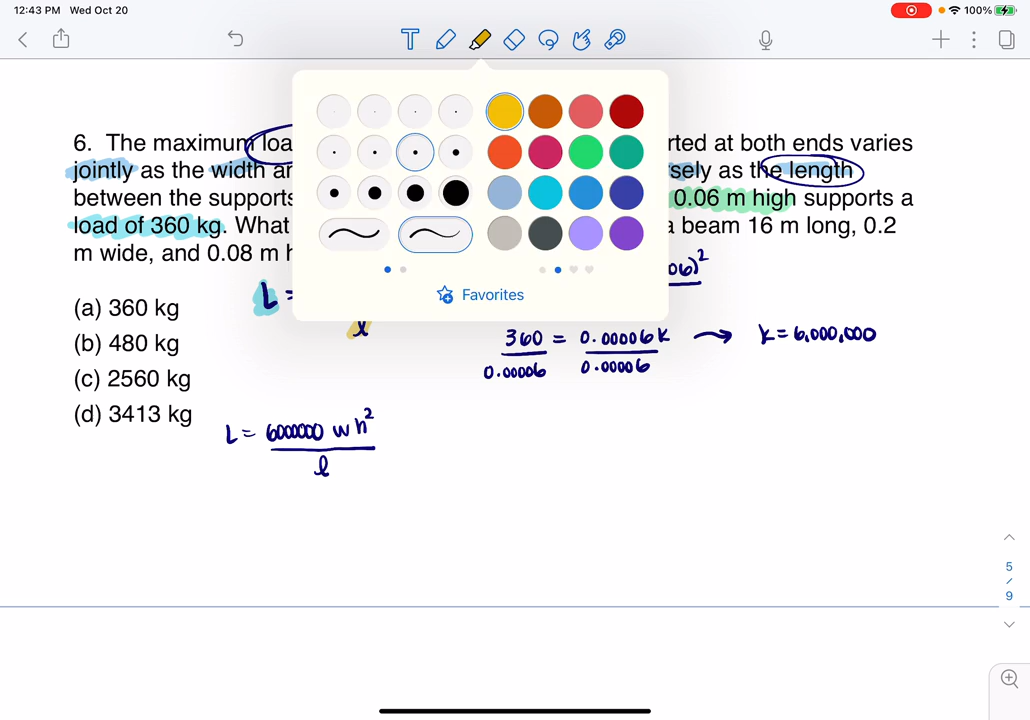 12:43 PM Wed Oct 20
100%
6. The maximum loa rted at both ends varies
jointly as the width an sely as the length
between the supports 0.06 m high supports a
load of 360 kg. What a beam 16 m long, 0.2
m wide, and 0.08 m h
06)²
L =
l
(a) 360 kg
(b) 480 kg
(c) 2560 kg
(d) 3413 kg
Favorites
360 = 0.00006k → k = 6,000,000
0.00006 0.00006
L = 6000000 wh²
l
5
/
9